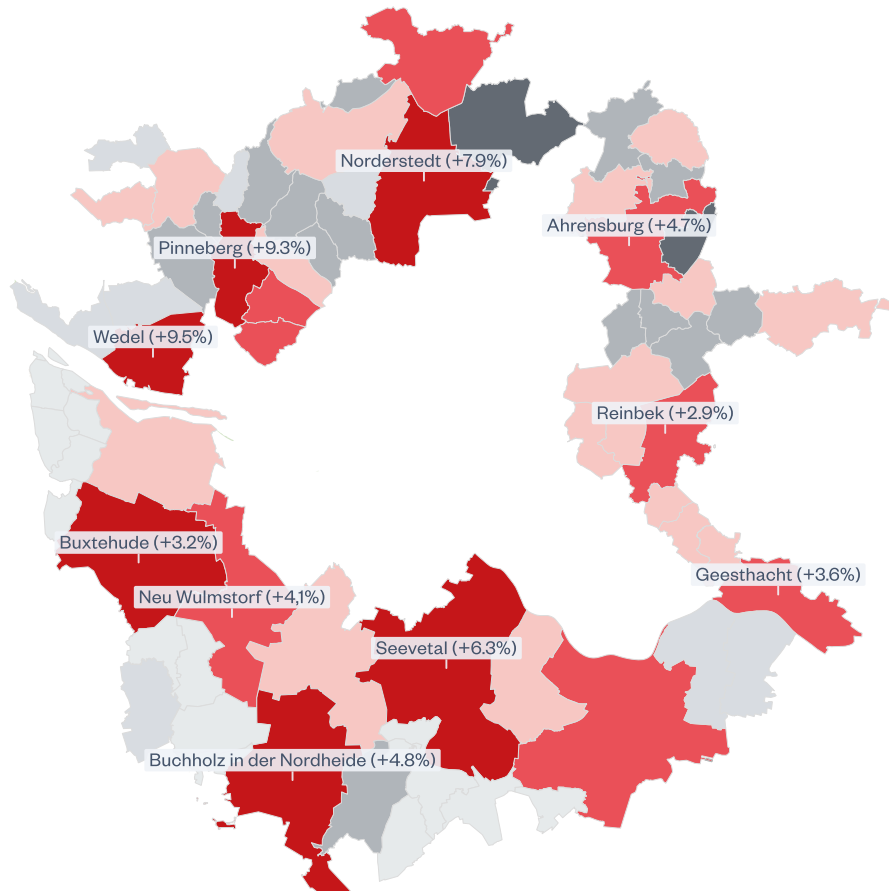 Norderstedt (+7.9%)
Ahrensburg (+4.7%)
Pinneberg (+9.3%)
Wedel (+9.5%)
Reinbek (+2.9%)
Buxtehude (+3.2%)
Geesthacht (+3.6%)
Neu Wulmstorf (+4,1%)
Seevetal (+6.3%)
Buchholz in der Nordheide (+4.8%)